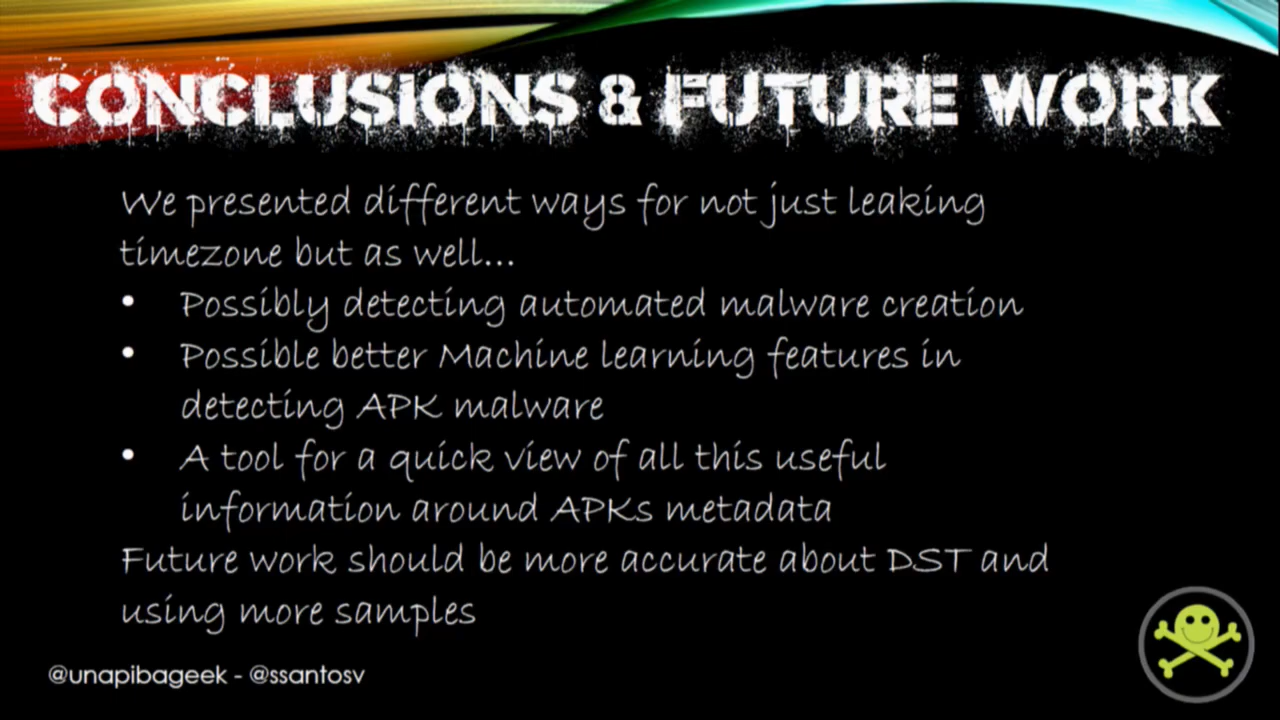 CONCLUSIONS & FUTURE WORK
We presented different ways for not just leaking
timezone but as well...
• Possibly detecting automated malware creation
• Possible better Machine learning features in
detecting APK malware
• A tool for a quick view of all this useful
information around APKs metadata
Future work should be more accurate about DST and
using more samples
@unapibageek - @ssantosv